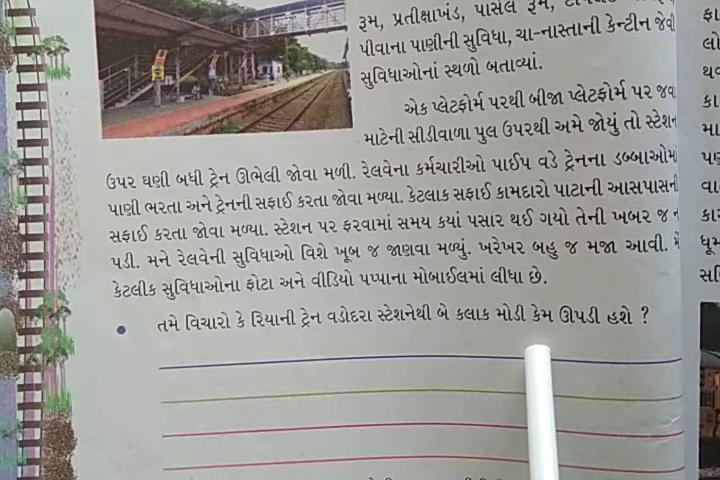 રૂમ, પ્રતીક્ષાખંડ, પાર્સલ રૂમ,
પીવાના પાણીની સુવિધા, ચા-નાસ્તાની કેન્ટીન જેવી
સુવિધાઓનાં સ્થળો બતાવ્યાં.
એક પ્લેટફોર્મ પરથી બીજા પ્લેટફોર્મ પર જવા
માટેની સીડીવાળા પુલ ઉપરથી અમે જોયું તો સ્ટેશન
ઉપર ઘણી બધી ટ્રેન ઊભેલી જોવા મળી. રેલવેના કર્મચારીઓ પાઈપ વડે ટ્રેનના ડબ્બાઓમાં
પાણી ભરતા અને ટ્રેનની સફાઈ કરતા જોવા મળ્યા. કેટલાક સફાઈ કામદારો પાટાની આસપાસની
સફાઈ કરતા જોવા મળ્યા. સ્ટેશન પર ફરવામાં સમય કયાં પસાર થઈ ગયો તેની ખબર જ ન
પડી. મને રેલવેની સુવિધાઓ વિશે ખૂબ જ જાણવા મળ્યું. ખરેખર બહુ જ મજા આવી. મેં
કેટલીક સુવિધાઓના ફોટા અને વીડિયો પપ્પાના મોબાઈલમાં લીધા છે.
• તમે વિચારો કે રિયાની ટ્રેન વડોદરા સ્ટેશનેથી બે કલાક મોડી કેમ ઊપડી હશે ?